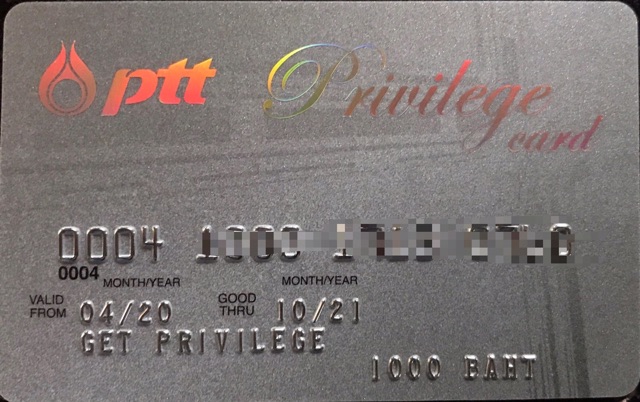 ptt Privilege
card
0004
0004 MONTH/YEAR MONTH/YEAR
VALID FROM 04/20 GOOD THRU 10/21
GET PRIVILEGE
1000 BAHT